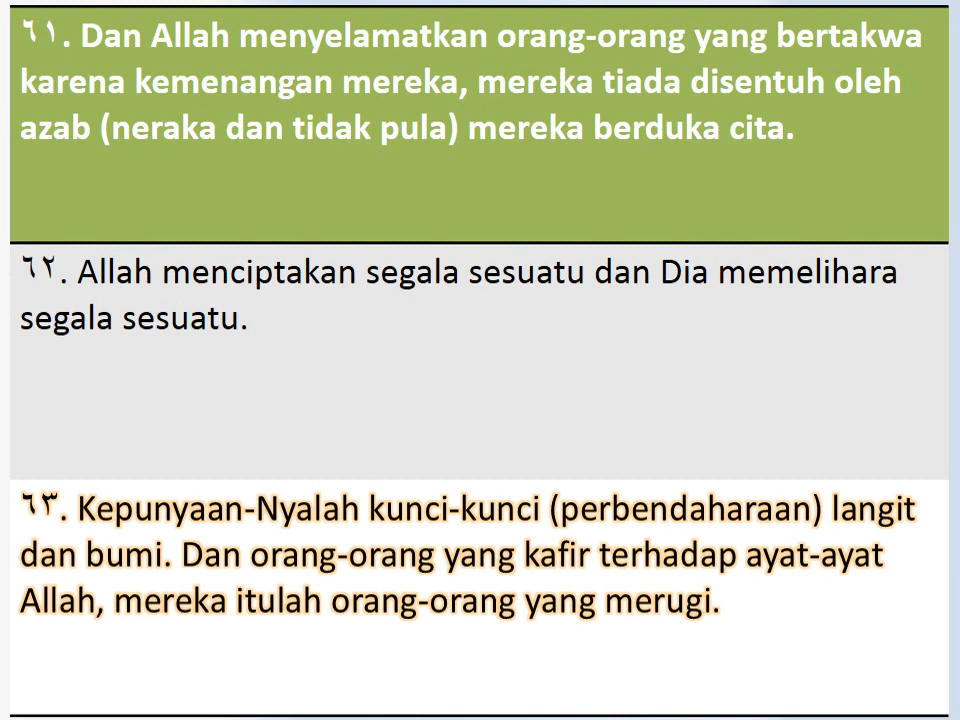 ٦١. Dan Allah menyelamatkan orang-orang yang bertakwa
karena kemenangan mereka, mereka tiada disentuh oleh
azab (neraka dan tidak pula) mereka berduka cita.
٦٢. Allah menciptakan segala sesuatu dan Dia memelihara
segala sesuatu.
٦٣. Kepunyaan-Nyalah kunci-kunci (perbendaharaan) langit
dan bumi. Dan orang-orang yang kafir terhadap ayat-ayat
Allah, mereka itulah orang-orang yang merugi.